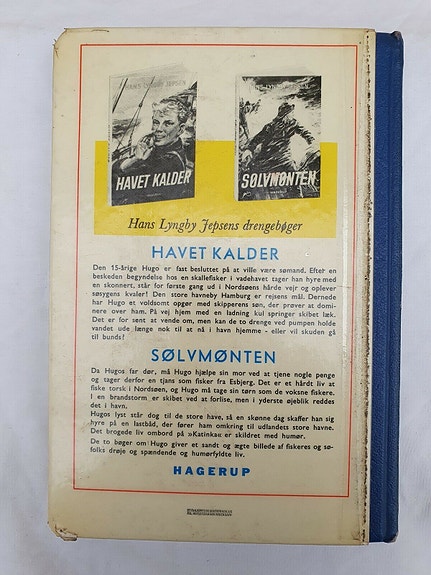 HANS LYNGBY JEPSEN
HAVET KALDER
SØLVMØNTEN
Hans Lyngby Jepsens drengebøger
HAVET KALDER
Den 15-årige Hugo er fast besluttet på at ville være sømand. Efter en
beskeden begyndelse hos en skallefisker i vadehavet tager han hyre med
en skonnert, står for første gang ud i Nordsøens hårde vejr og oplever
søsygens kvaler! Den store havneby Hamburg er rejsens mål. Dernede
har Hugo et voldsomt opgør med skipperens søn, der prøver at domi-
nere over ham. På vej hjem med en ladning kul springer skibet læk.
Det er for sent at vende om, men kan de to drenge ved pumpen holde
vandet ude længe nok til at nå i havn hjemme - eller vil skuden gå
til bunds?
SØLVMØNTEN
Da Hugos far dør, må Hugo hjælpe sin mor ved at tjene nogle penge
og tager derfor en tjans som fisker fra Esbjerg. Det er et hårdt liv at
fiske torsk i Nordsøen, og Hugo må tage sin tørn som de voksne fiskere.
I en brandstorm er skibet ved at forlise, men i yderste øjeblik reddes
det i havn.
Hugos lyst står dog til de store have, så en skønne dag skaffer han sig
hyre på en lastbåd, der fører ham omkring til udlandets store havne.
Det brogede liv ombord på »Katinka« er skildret med humør.
De to bøger om Hugo giver et sandt og ægte billede af fiskeres og sø-
folks drøje og spændende og humørfyldte liv.
HAGERUP